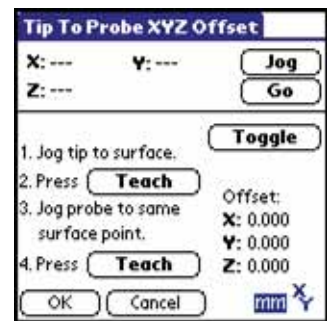 Tip To Probe XYZ Offset
X: --- Y: --- Jog
Z: --- Go
Toggle
1. Jog tip to surface.
2. Press Teach
3. Jog probe to same
surface point.
4. Press Teach
Offset:
X: 0.000
Y: 0.000
Z: 0.000
OK Cancel mm X Y